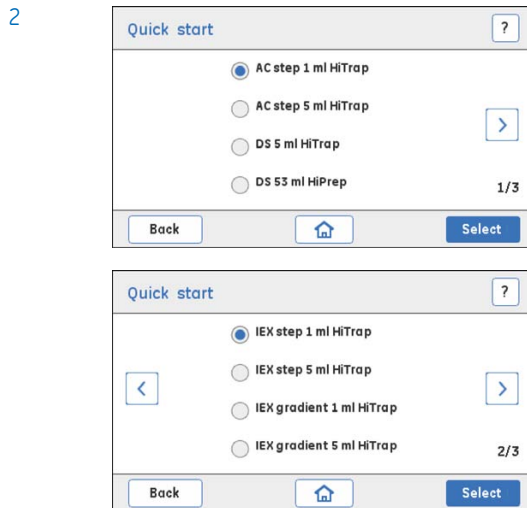 2
Quick start
?
AC step 1 ml HiTrap
AC step 5 ml HiTrap
>
DS 5 ml HiTrap
DS 53 ml HiPrep
1/3
Back
Select
Quick start
?
IEX step 1 ml HiTrap
IEX step 5 ml HiTrap
<
>
IEX gradient 1 ml HiTrap
IEX gradient 5 ml HiTrap
2/3
Back
Select